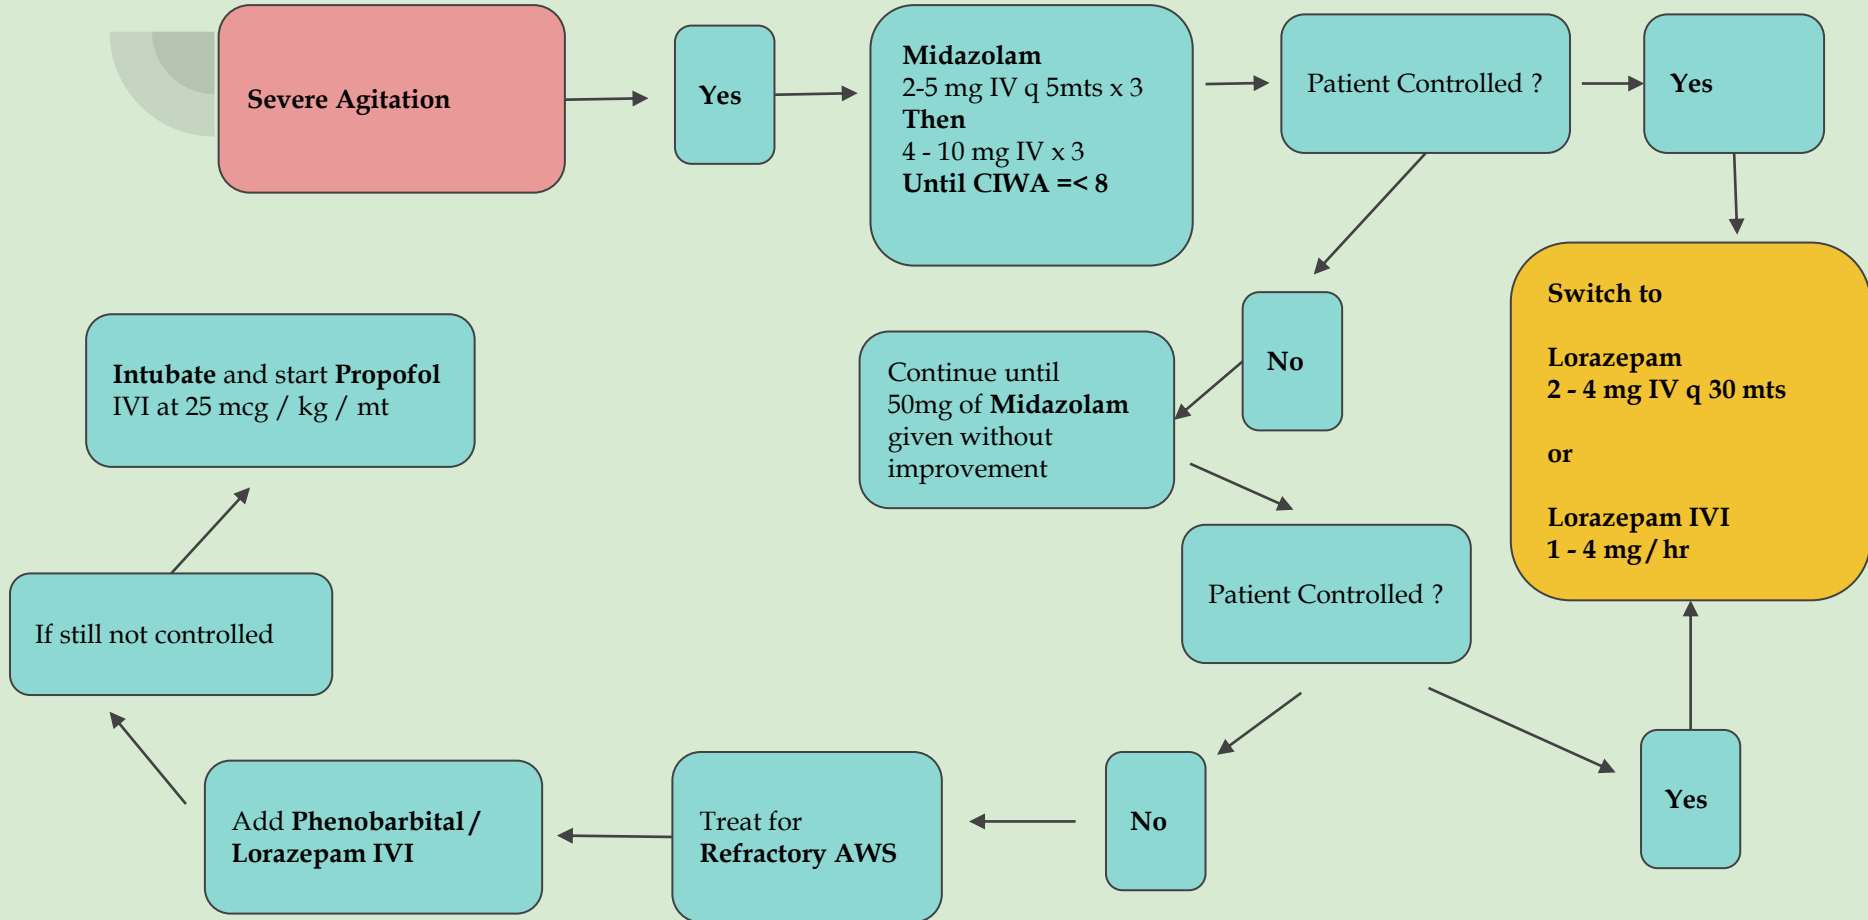 Severe Agitation
Yes
Midazolam
2-5 mg IV q 5mts x 3
Then
4 - 10 mg IV x 3
Until CIWA =< 8
Patient Controlled ?
Yes
Switch to
Lorazepam
2 - 4 mg IV q 30 mts
or
Lorazepam IVI
1 - 4 mg / hr
No
Continue until
50mg of Midazolam
given without
improvement
Patient Controlled ?
Yes
No
Treat for
Refractory AWS
Add Phenobarbital /
Lorazepam IVI
If still not controlled
Intubate and start Propofol
IVI at 25 mcg / kg / mt